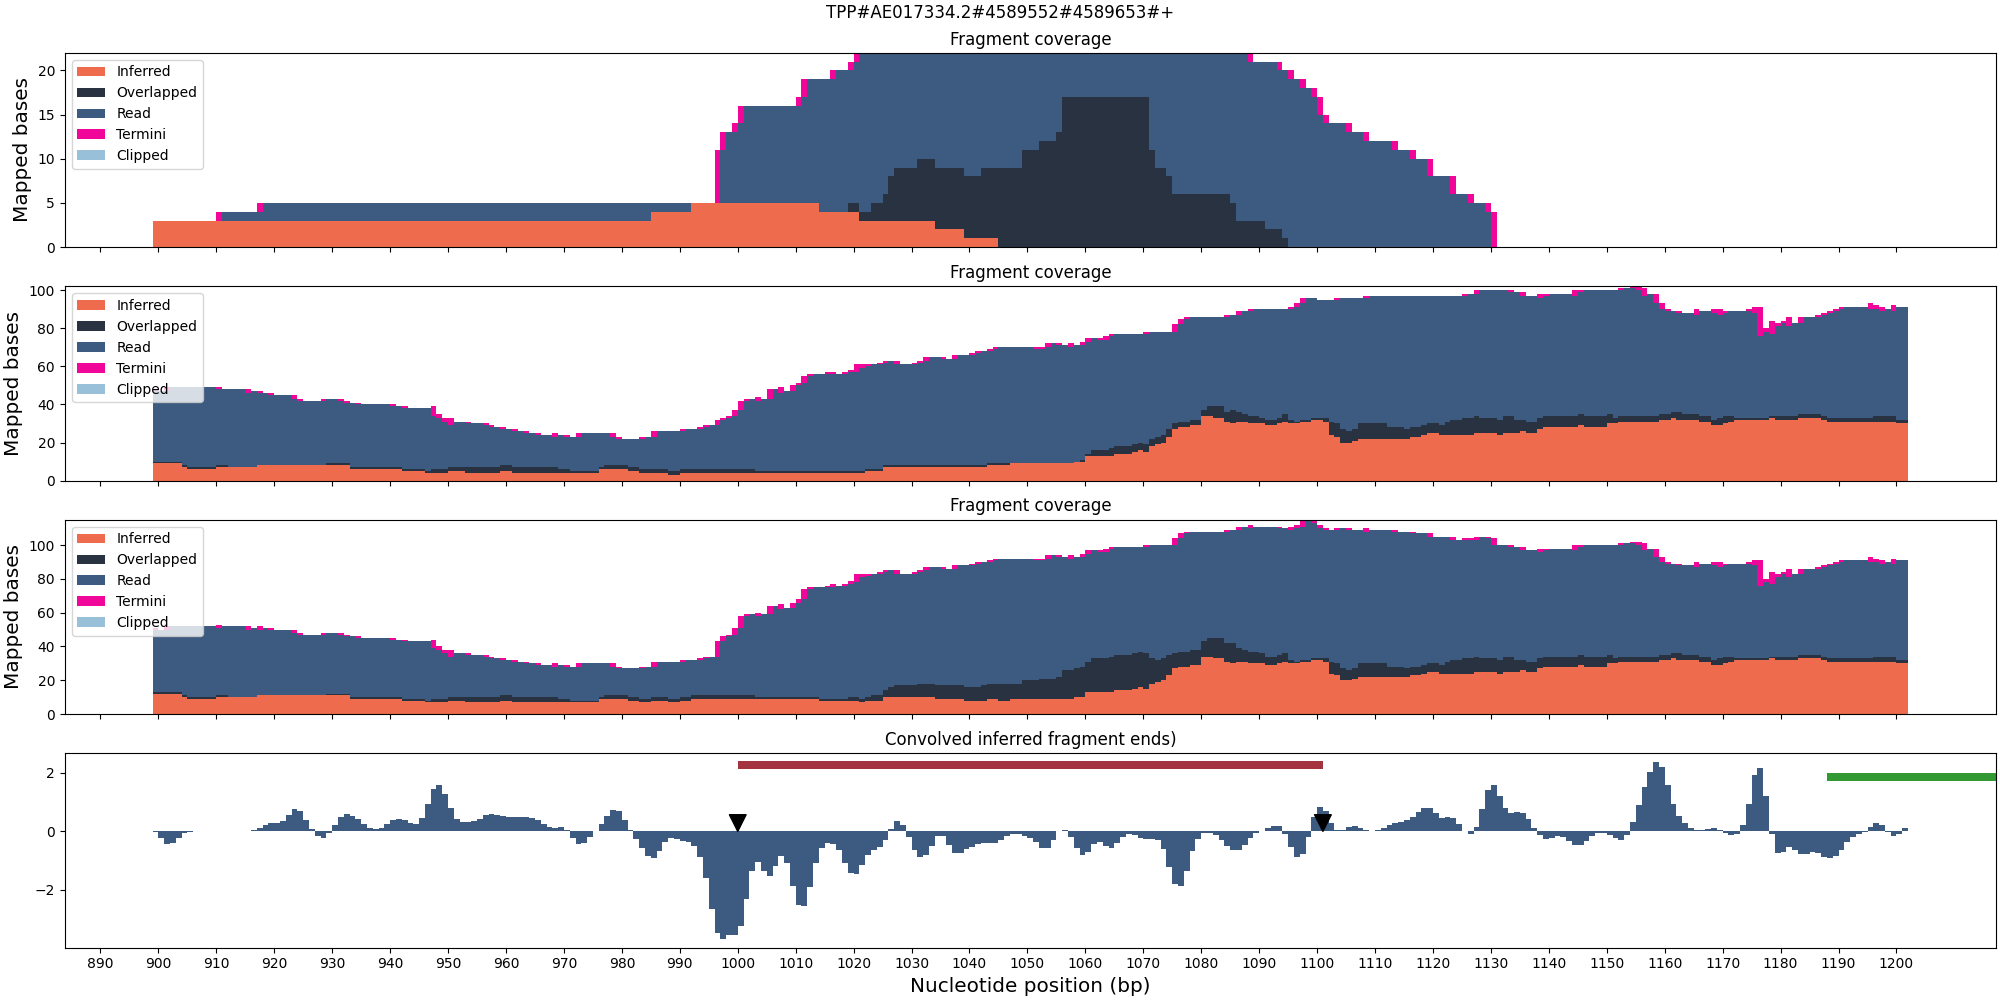 TPP#AE017334.2#4589552#4589653#+
Fragment coverage
Mapped bases
20
15
10
5
0
Inferred
Overlapped
Read
Termini
Clipped
Fragment coverage
Mapped bases
100
80
60
40
20
0
Inferred
Overlapped
Read
Termini
Clipped
Fragment coverage
Mapped bases
100
80
60
40
20
0
Inferred
Overlapped
Read
Termini
Clipped
Convolved inferred fragment ends)
2
0
−2
890 900 910 920 930 940 950 960 970 980 990 1000 1010 1020 1030 1040 1050 1060 1070 1080 1090 1100 1110 1120 1130 1140 1150 1160 1170 1180 1190 1200
Nucleotide position (bp)